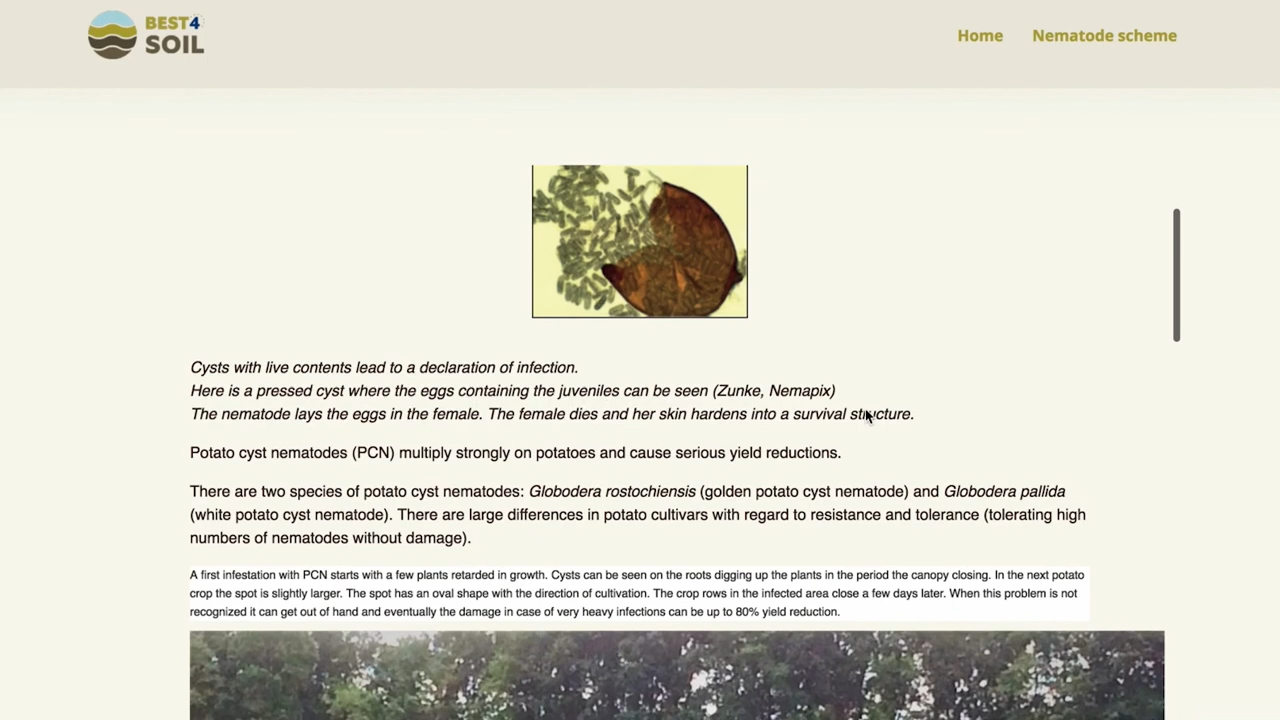 BEST4
SOIL
Home
Nematode scheme
Cysts with live contents lead to a declaration of infection.
Here is a pressed cyst where the eggs containing the juveniles can be seen (Zunke, Nemapix)
The nematode lays the eggs in the female. The female dies and her skin hardens into a survival structure.
Potato cyst nematodes (PCN) multiply strongly on potatoes and cause serious yield reductions.
There are two species of potato cyst nematodes: Globodera rostochiensis (golden potato cyst nematode) and Globodera pallida
(white potato cyst nematode). There are large differences in potato cultivars with regard to resistance and tolerance (tolerating high
numbers of nematodes without damage).
A first infestation with PCN starts with a few plants retarded in growth. Cysts can be seen on the roots digging up the plants in the period the canopy closing. In the next potato
crop the spot is slightly larger. The spot has an oval shape with the direction of cultivation. The crop rows in the infected area close a few days later. When this problem is not
recognized it can get out of hand and eventually the damage in case of very heavy infections can be up to 80% yield reduction.